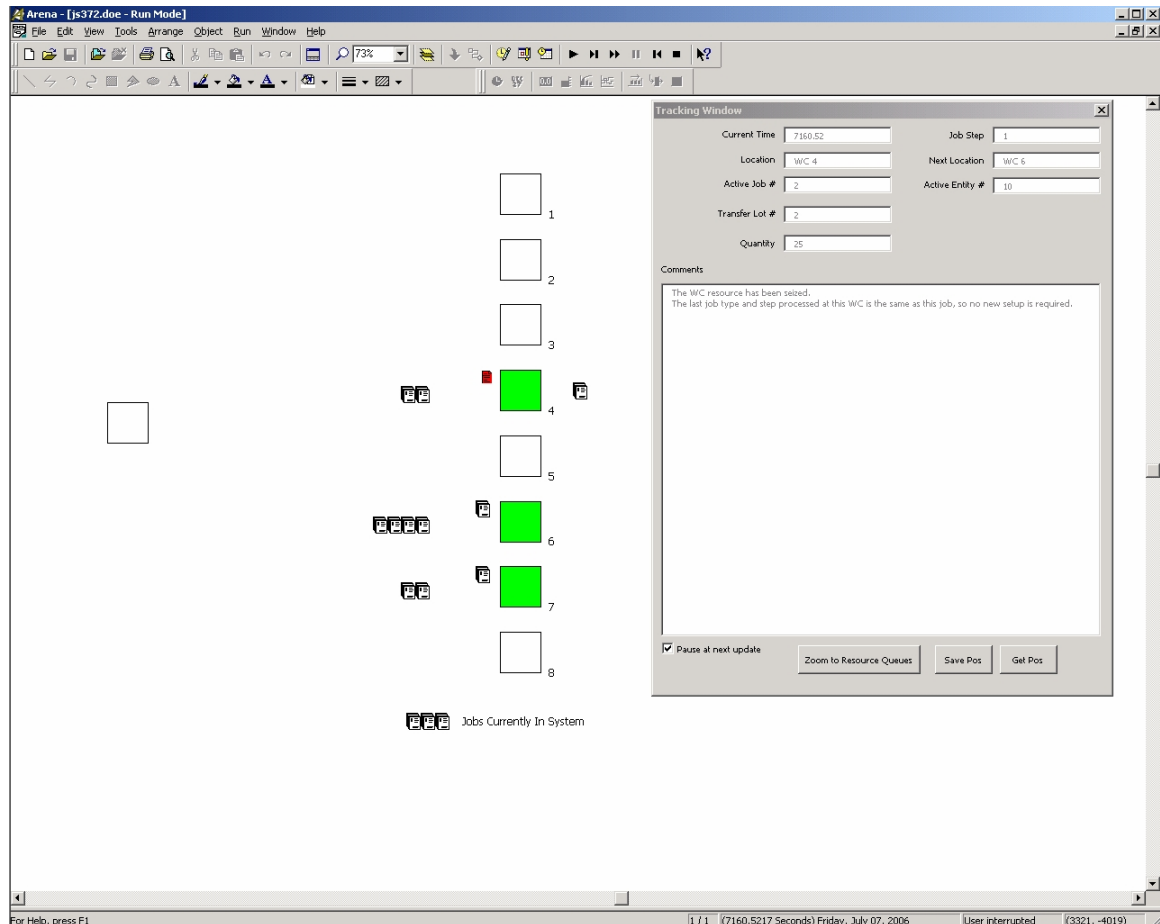 Arena - [js372.doe - Run Mode]
File Edit View Tools Arrange Object Run Window Help
73%
Tracking Window
Current Time 7160.52 Job Step 1
Location WC 4 Next Location WC 6
Active Job # 2 Active Entity # 10
Transfer Lot # 2
Quantity 25
Comments
The WC resource has been seized.
The last job type and step processed at this WC is the same as this job, so no new setup is required.
Pause at next update
Zoom to Resource Queues Save Pos Get Pos
1
2
3
4
5
6
7
8
Jobs Currently In System
For Help, press F1 1 / 1 (7160.5217 Seconds) Friday, July 07, 2006 User interrupted (3321, -4019)